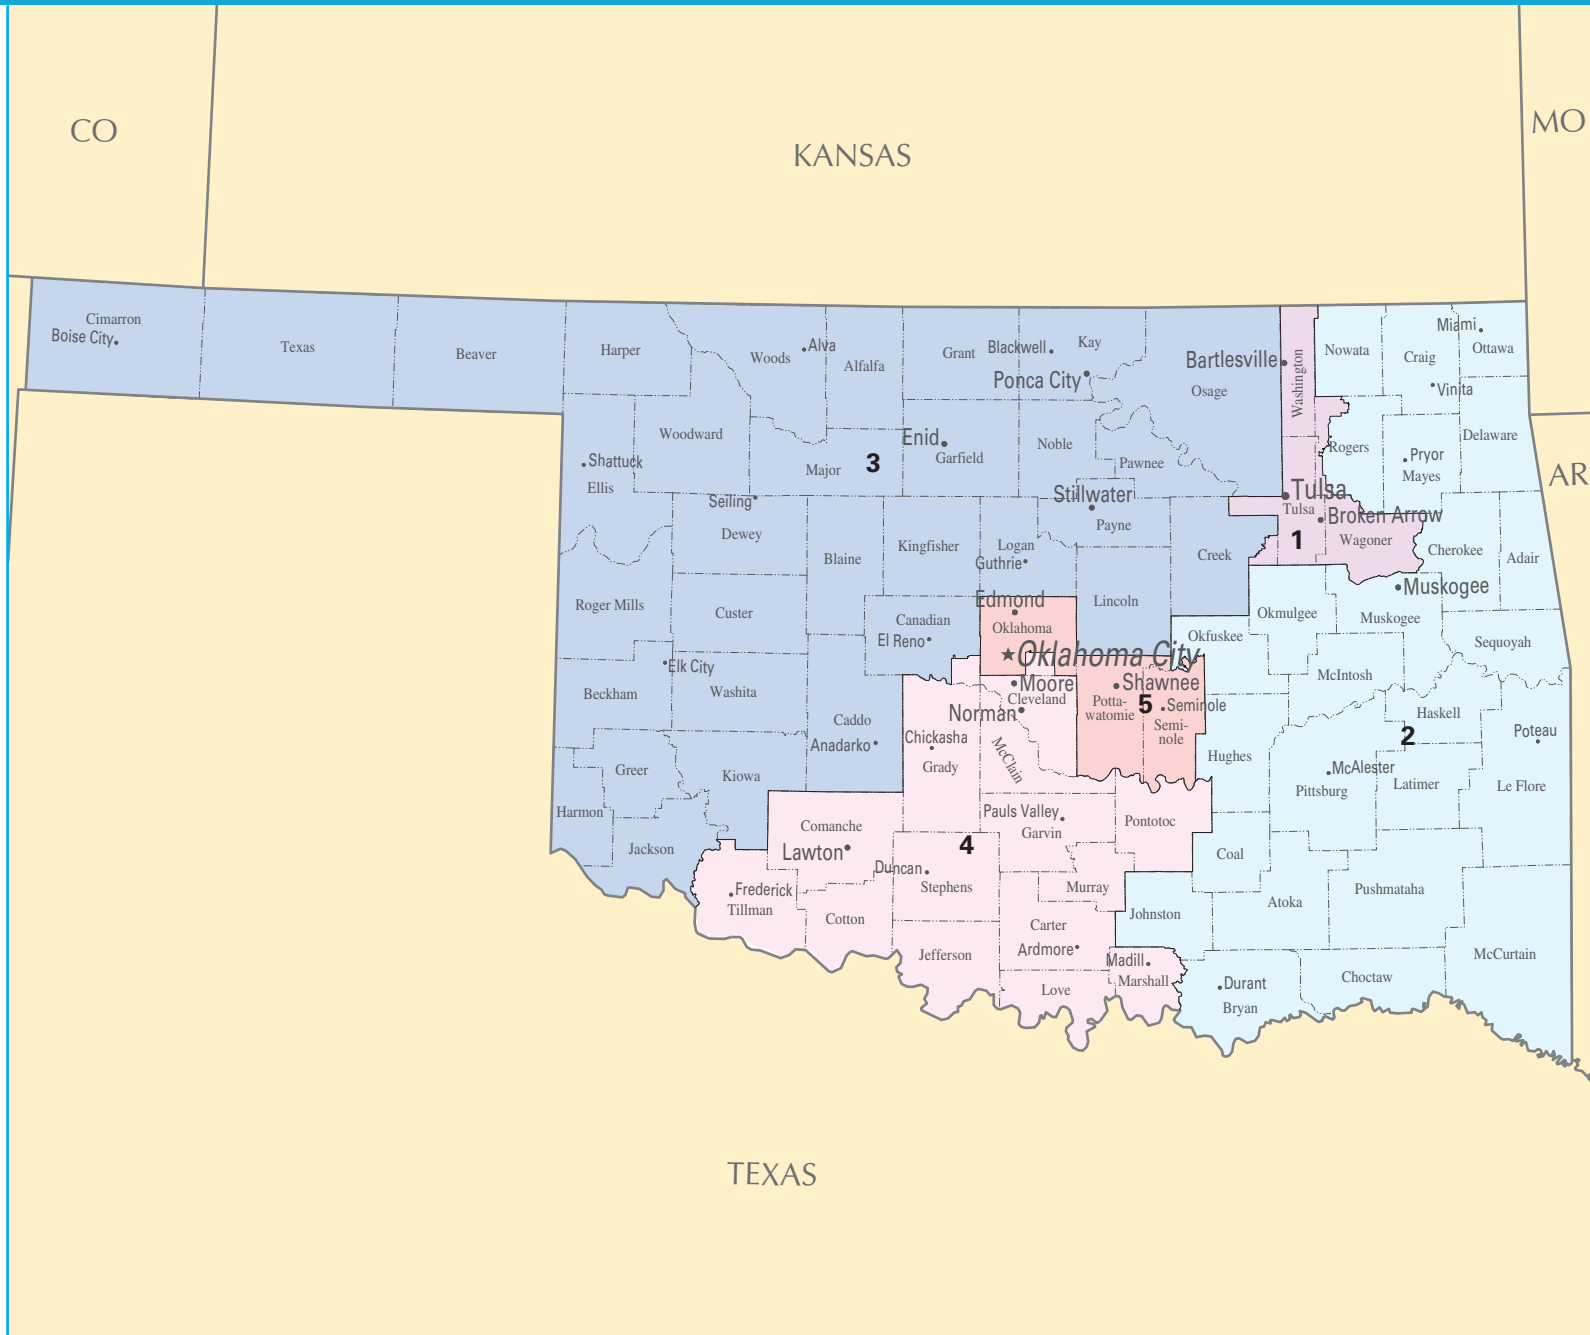 CO
KANSAS
MO
Cimarron
Boise City
Texas
Beaver
Harper
Woods
Alva
Alfalfa
Grant
Blackwell
Kay
Ponca City
Bartlesville
Osage
Washington
Nowata
Craig
Miami
Ottawa
Vinita
Woodward
Shattuck
Ellis
Major
3
Enid
Garfield
Noble
Pawnee
Rogers
Pryor
Mayes
Delaware
AR
Seiling
Dewey
Stillwater
Payne
Tulsa
Tulsa
Broken Arrow
1
Wagoner
Cherokee
Adair
Blaine
Kingfisher
Logan
Guthrie
Creek
Roger Mills
Custer
Canadian
El Reno
Edmond
Oklahoma
Lincoln
Okmulgee
Muskogee
Muskogee
Okfuskee
Sequoyah
Oklahoma City
Elk City
Beckham
Washita
Moore
Cleveland
Shawnee
Potta-
watomie
5
Seminole
Semi-
nole
McIntosh
Haskell
2
Caddo
Anadarko
Norman
Chickasha
Grady
McClain
Hughes
McAlester
Pittsburg
Latimer
Poteau
Le Flore
Greer
Kiowa
Harmon
Jackson
Comanche
Lawton
Pauls Valley
Garvin
Pontotoc
4
Coal
Duncan
Stephens
Frederick
Tillman
Cotton
Murray
Johnston
Atoka
Pushmataha
Carter
Ardmore
Jefferson
Madill
Marshall
Love
Durant
Bryan
Choctaw
McCurtain
TEXAS